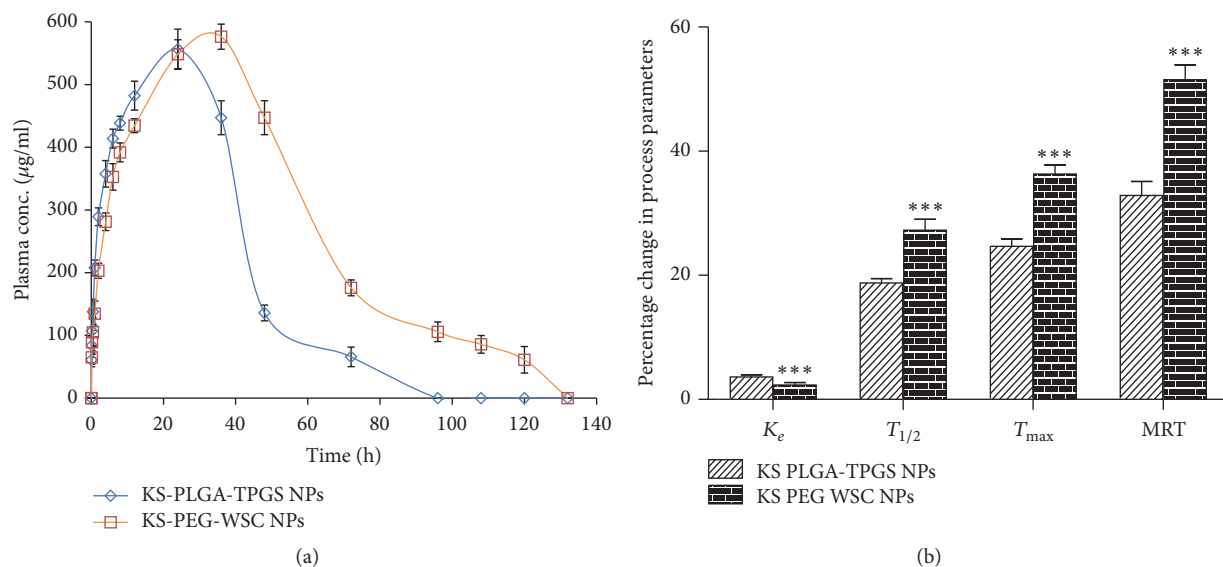 600
500
400
300
200
100
0
Plasma conc. (μg/ml)
0 20 40 60 80 100 120 140
Time (h)
KS-PLGA-TPGS NPs
KS-PEG-WSC NPs
(a)
60
40
20
0
Percentage change in process parameters
***
***
***
***
Ke T1/2 Tmax MRT
KS PLGA-TPGS NPs
KS PEG WSC NPs
(b)